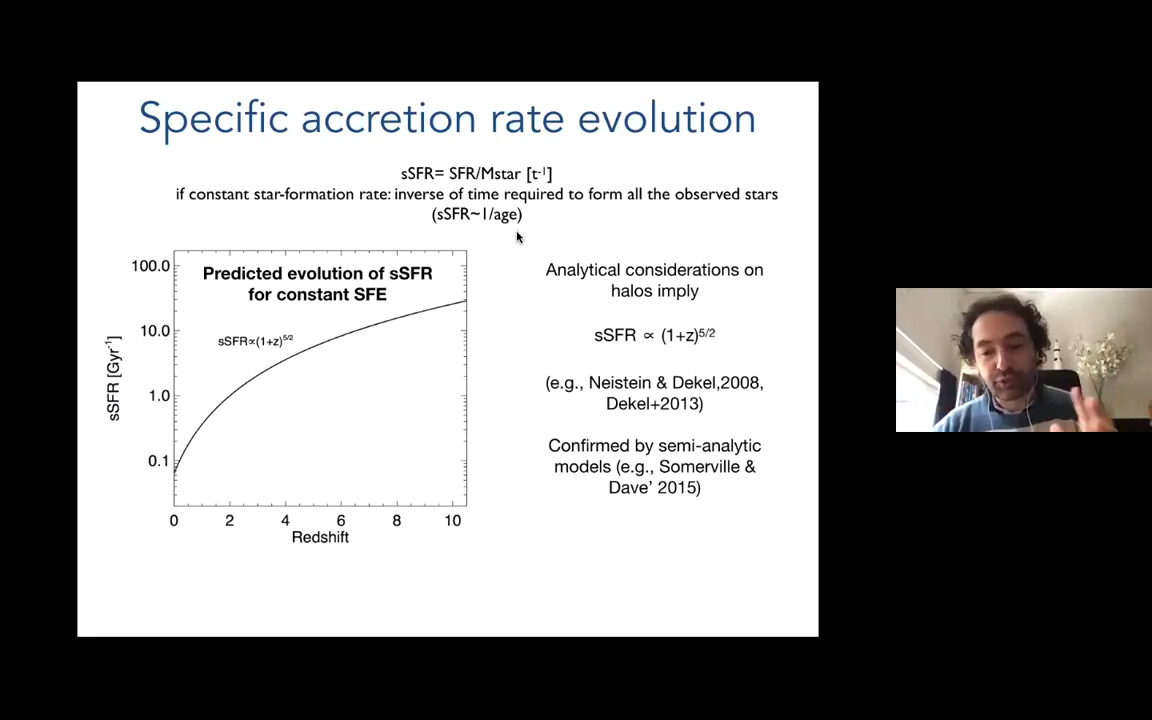 Specific accretion rate evolution
sSFR= SFR/Mstar [t⁻¹]
if constant star-formation rate: inverse of time required to form all the observed stars
(sSFR~1/age)
Predicted evolution of sSFR
for constant SFE
sSFR∝(1+z)^5/2
100.0
10.0
1.0
0.1
sSFR [Gyr⁻¹]
0 2 4 6 8 10
Redshift
Analytical considerations on
halos imply
sSFR ∝ (1+z)^5/2
(e.g., Neistein & Dekel,2008,
Dekel+2013)
Confirmed by semi-analytic
models (e.g., Somerville &
Dave’ 2015)